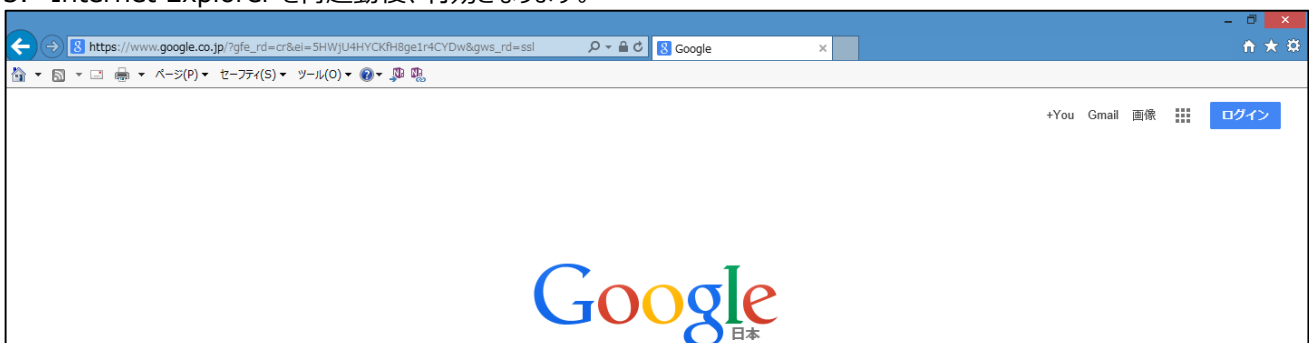 Internet Explorer を再起動後、有効となります。
https://www.google.co.jp/?gfe_rd=cr&ei=5HWjU4HYCKfH8ge1r4CYDw&gws_rd=ssl
Google
ページ(P) セーフティ(S) ツール(O)
+You Gmail 画像 ログイン
Google
日本